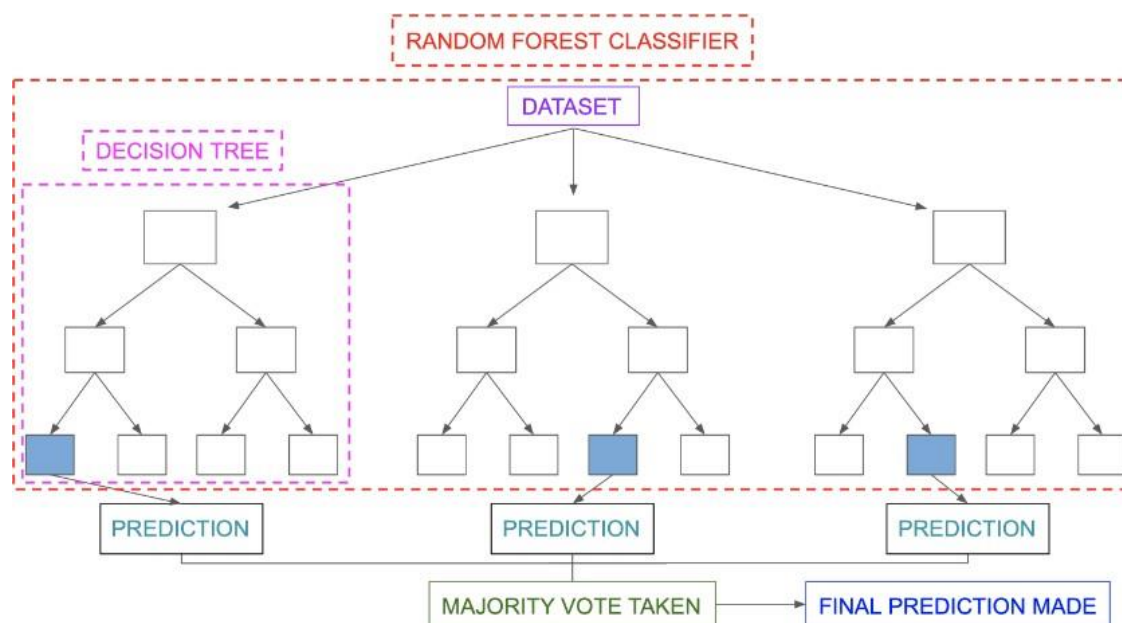 RANDOM FOREST CLASSIFIER
DATASET
DECISION TREE
PREDICTION
PREDICTION
PREDICTION
MAJORITY VOTE TAKEN
FINAL PREDICTION MADE